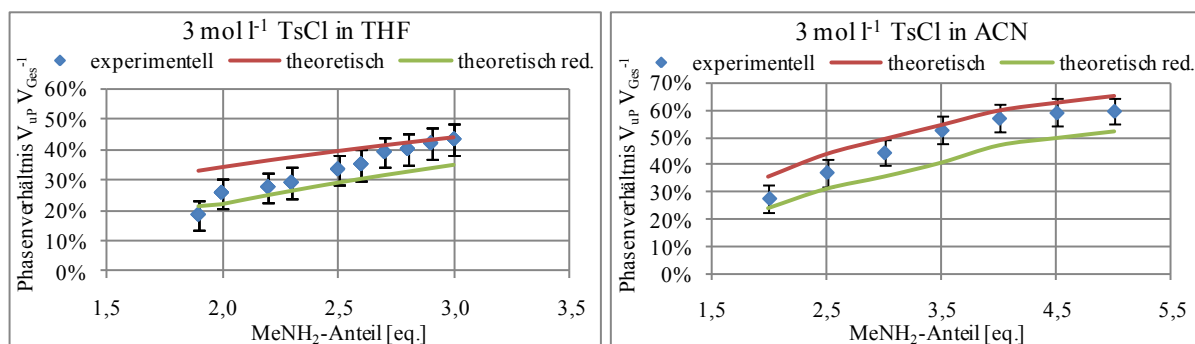 3 mol l⁻¹ TsCl in THF
experimentell theoretisch theoretisch red.
Phasenverhältnis V_uP V_Ges⁻¹
60%
50%
40%
30%
20%
10%
0%
1,5 2,0 2,5 3,0 3,5
MeNH₂-Anteil [eq.]
3 mol l⁻¹ TsCl in ACN
experimentell theoretisch theoretisch red.
Phasenverhältnis V_uP V_Ges⁻¹
70%
60%
50%
40%
30%
20%
10%
0%
1,5 2,5 3,5 4,5 5,5
MeNH₂-Anteil [eq.]